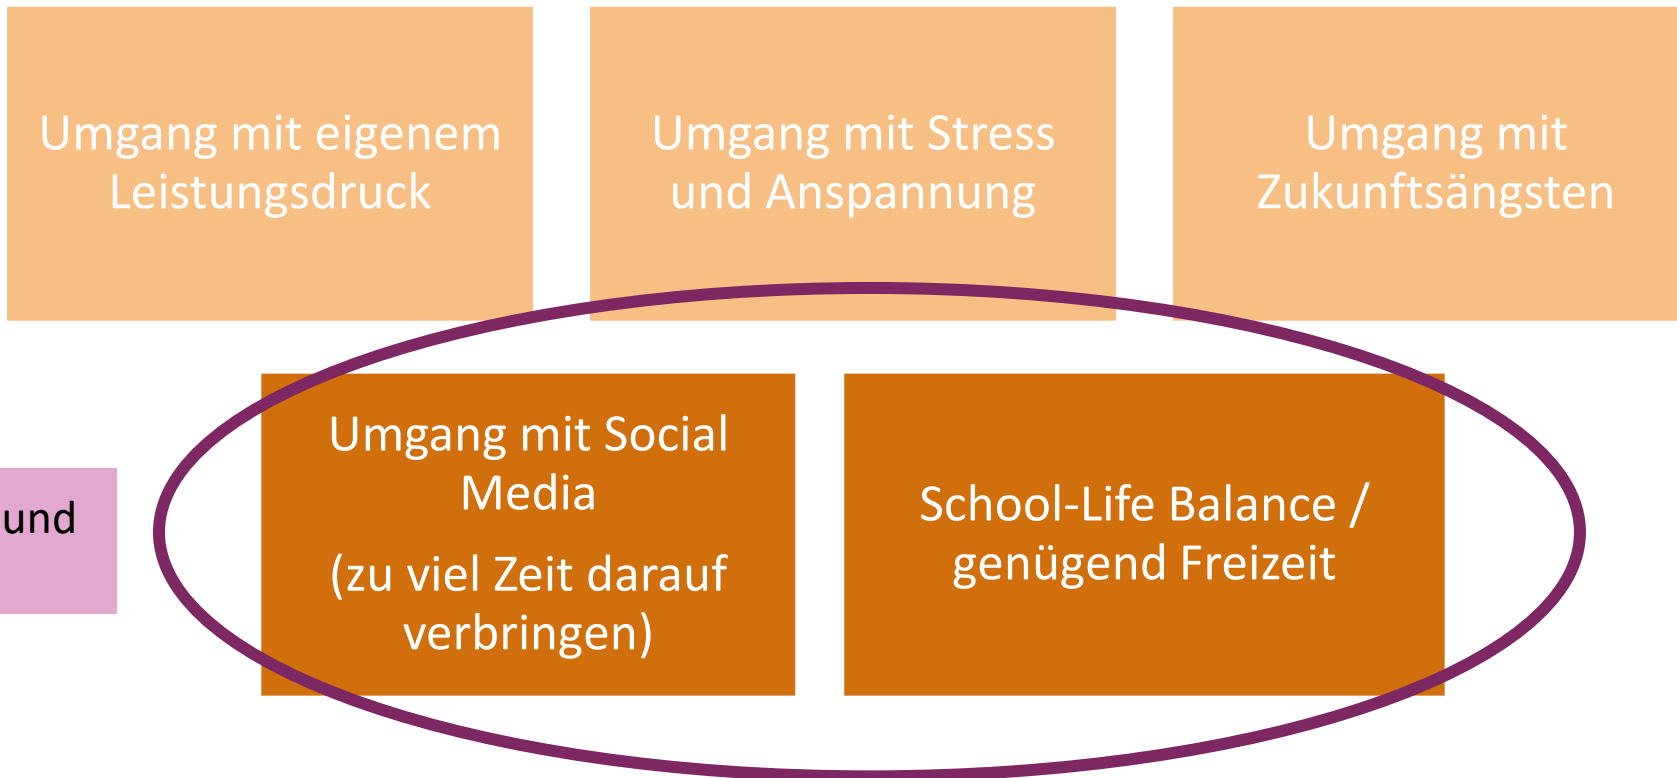 Umgang mit eigenem
Leistungsdruck
Umgang mit Stress
und Anspannung
Umgang mit
Zukunftsängsten
und
Umgang mit Social
Media
(zu viel Zeit darauf
verbringen)
School-Life Balance /
genügend Freizeit